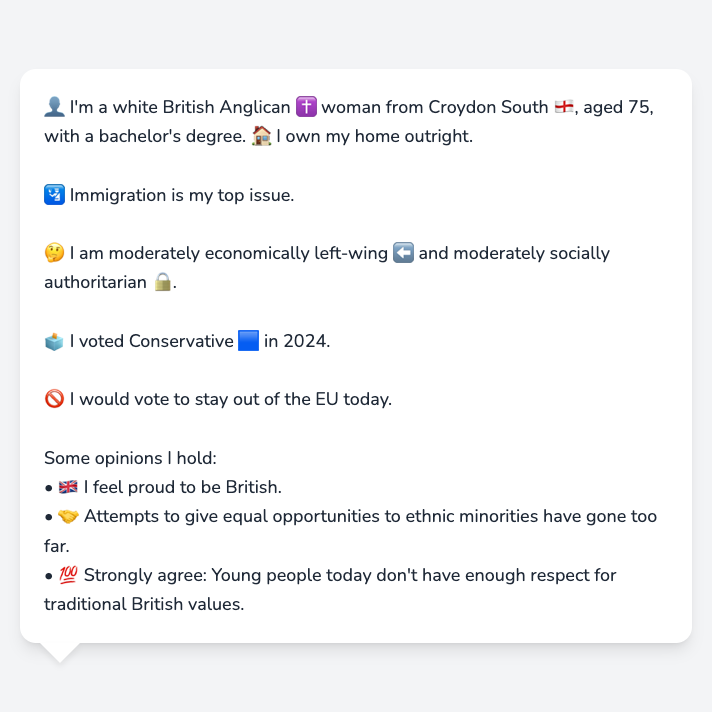 👤 I'm a white British Anglican ✝️ woman from Croydon South 🏴󠁧󠁢󠁥󠁮󠁧󠁿, aged 75,
with a bachelor's degree. 🏠 I own my home outright.
🛂 Immigration is my top issue.
🤔 I am moderately economically left-wing ⬅️ and moderately socially
authoritarian 🔒.
🗳️ I voted Conservative 🟦 in 2024.
🚫 I would vote to stay out of the EU today.
Some opinions I hold:
• 🇬🇧 I feel proud to be British.
• 🤝 Attempts to give equal opportunities to ethnic minorities have gone too
far.
• 💯 Strongly agree: Young people today don't have enough respect for
traditional British values.